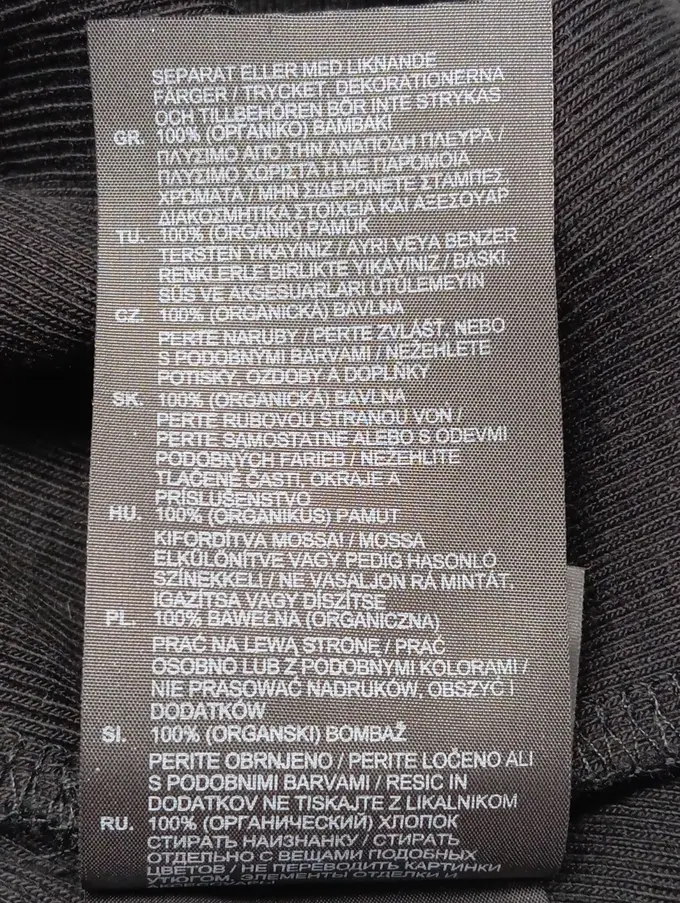 SEPARAT ELLER MED LIKNANDE
FÄRGER / TRYCKET. DEKORATIONERNA
OCH TILLBEHÖREN BÖR INTE STRYKAS
GR. 100% (ΟΡΓΑΝΙΚΟ) ΒΑΜΒΑΚΙ
ΠΛΥΣΙΜΟ ΑΠΟ ΤΗΝ ΑΝΑΠΟΔΗ ΠΛΕΥΡΑ /
ΠΛΥΣΙΜΟ ΧΩΡΙΣΤΑ Ή ΜΕ ΠΑΡΟΜΟΙΑ
ΧΡΩΜΑΤΑ / ΜΗΝ ΣΙΔΕΡΩΝΕΤΕ ΣΤΑΜΠΕΣ
ΔΙΑΚΟΣΜΗΤΙΚΑ ΣΤΟΙΧΕΙΑ ΚΑΙ ΑΞΕΣΟΥΑΡ
TU. 100% (ORGANIK) PAMUK
TERSTEN YIKAYINIZ / AYRI VEYA BENZER
RENKLERLE BIRLIKTE YIKAYINIZ / BASKI,
SÜS VE AKSESUARLARI ÜTÜLEMEYIN
CZ. 100% (ORGANICKÁ) BAVLNA
PERTE NARUBY / PERTE ZVLÁŠŤ, NEBO
S PODOBNÝMI BARVAMI / NEŽEHLETE
POTISKY, OZDOBY A DOPLŇKY
SK. 100% (ORGANICKÁ) BAVLNA
PERTE RUBOVOU STRANOU VON /
PERTE SAMOSTATNE ALEBO S ODEVMI
PODOBNÝCH FARIEB / NEŽEHLITE
TLAČENÉ ČASTI, OKRAJE A
PRÍSLUŠENSTVO
HU. 100% (ORGANIKUS) PAMUT
KIFORDÍTVA MOSSA! / MOSSA
ELKÜLÖNÍTVE VAGY PEDIG HASONLÓ
SZÍNEKKEL! / NE VASALJON RÁ MINTÁT,
IGAZÍTSA VAGY DÍSZÍTSE
PL. 100% BAWEŁNA (ORGANICZNA)
PRAĆ NA LEWĄ STRONĘ / PRAĆ
OSOBNO LUB Z PODOBNYMI KOLORAMI /
NIE PRASOWAĆ NADRUKÓW, OBSZYĆ I
DODATKÓW
SI. 100% (ORGANSKI) BOMBAŽ
PERITE OBRNJENO / PERITE LOČENO ALI
S PODOBNIMI BARVAMI / RESIC IN
DODATKOV NE TISKAJTE Z LIKALNIKOM
RU. 100% (ОРГАНИЧЕСКИЙ) ХЛОПОК
СТИРАТЬ НАИЗНАНКУ / СТИРАТЬ
ОТДЕЛЬНО С ВЕЩАМИ ПОДОБНЫХ
ЦВЕТОВ / НЕ ПЕРЕВОДИТЬ КАРТИНКИ
УТЮГОМ, ЭЛЕМЕНТЫ ОТДЕЛКИ И
АКСЕССУАРЫ